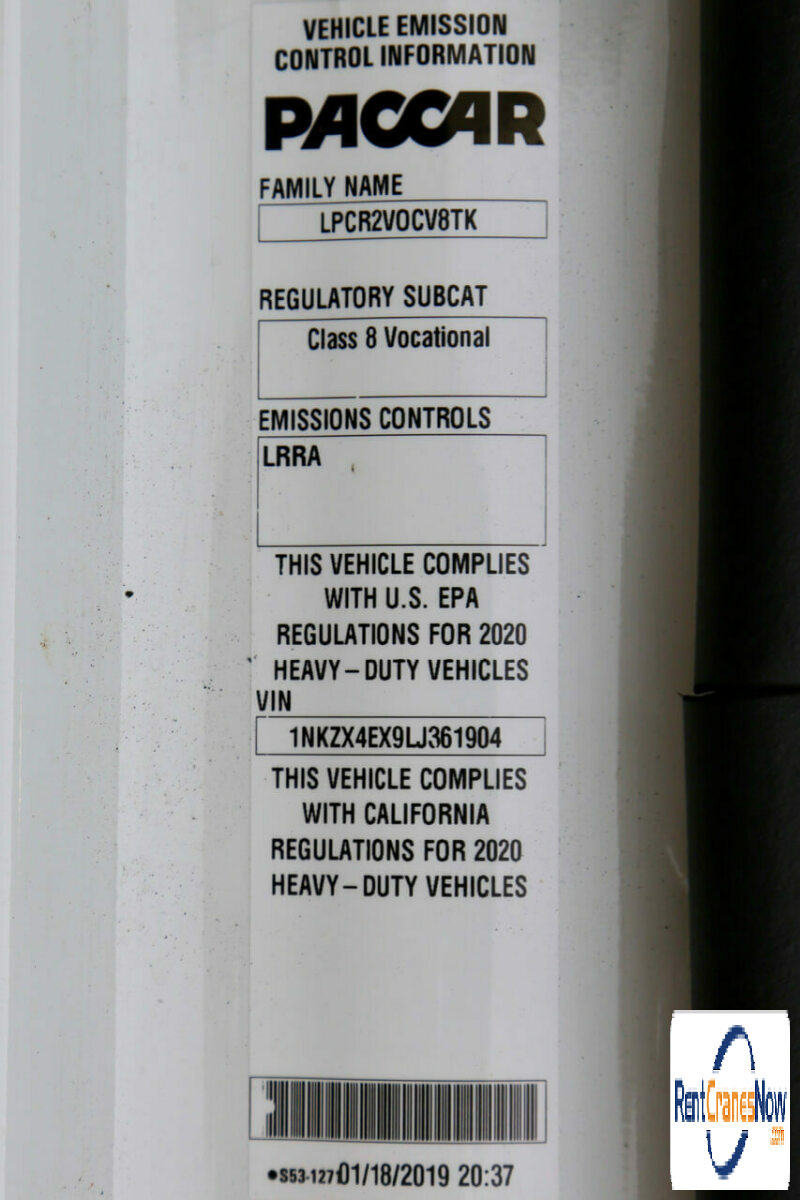 VEHICLE EMISSION
CONTROL INFORMATION
PACCAR
FAMILY NAME
LPCR2VOCV8TK
REGULATORY SUBCAT
Class 8 Vocational
EMISSIONS CONTROLS
LRRA
THIS VEHICLE COMPLIES
WITH U.S. EPA
REGULATIONS FOR 2020
HEAVY-DUTY VEHICLES
VIN
1NKZX4EX9LJ361904
THIS VEHICLE COMPLIES
WITH CALIFORNIA
REGULATIONS FOR 2020
HEAVY-DUTY VEHICLES
•S53-127 01/18/2019 20:37
RentCranesNow